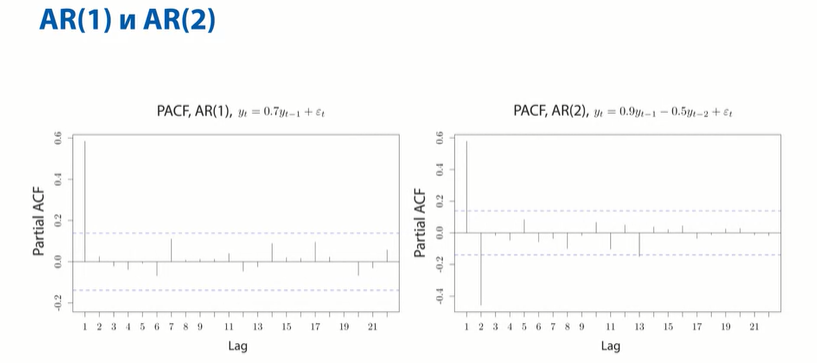 AR(1) и AR(2)
PACF, AR(1), yₜ = 0.7yₜ₋₁ + εₜ
Partial ACF
0.6
0.4
0.2
0.0
-0.2
1 2 3 4 5 6 7 8 9 11 13 15 17 19 21
Lag
PACF, AR(2), yₜ = 0.9yₜ₋₁ − 0.5yₜ₋₂ + εₜ
Partial ACF
0.6
0.4
0.2
0.0
-0.2
-0.4
1 2 3 4 5 6 7 8 9 11 13 15 17 19 21
Lag